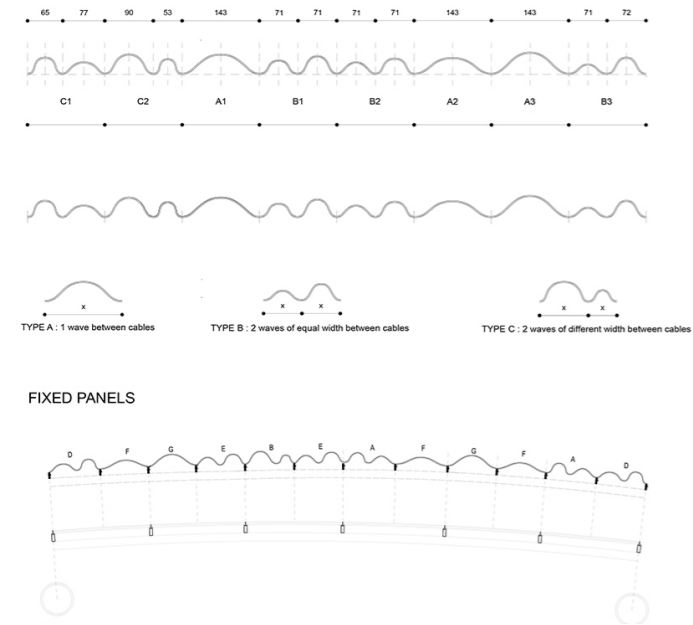 65 77 90 53 143 71 71 71 71 143 143 71 72
C1 C2 A1 B1 B2 A2 A3 B3
x x x x x
TYPE A : 1 wave between cables TYPE B : 2 waves of equal width between cables TYPE C : 2 waves of different width between cables
FIXED PANELS
D F G E B E A F G F A D